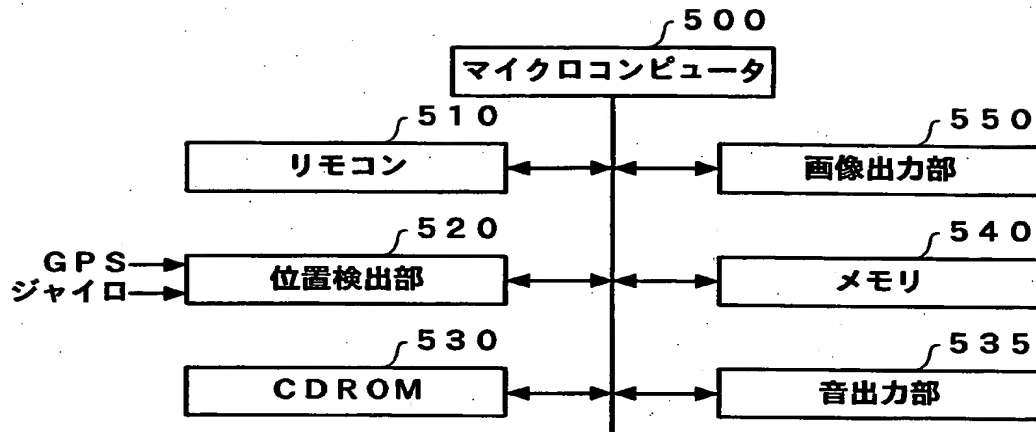 ５００
マイクロコンピュータ
５１０
５５０
リモコン
画像出力部
５２０
５４０
ＧＰＳ
ジャイロ
位置検出部
メモリ
５３０
５３５
ＣＤＲＯＭ
音出力部